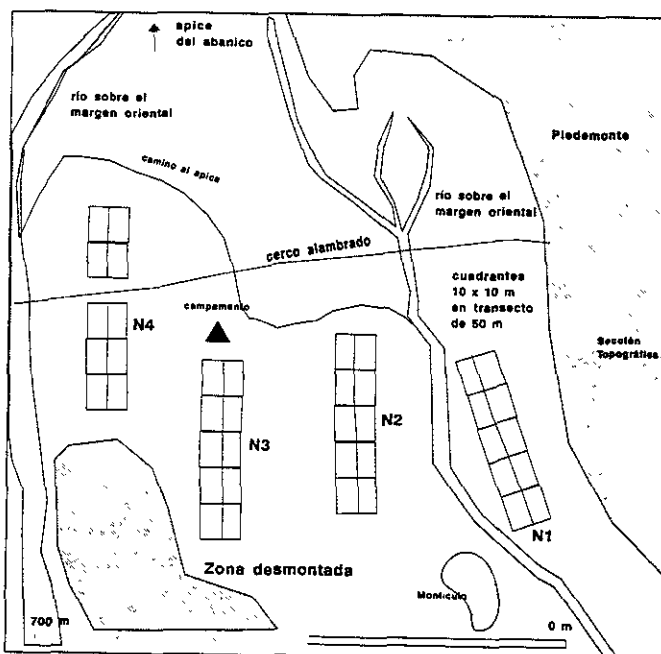 apice
del abanico
río sobre el
margen oriental
Piedemonte
camino al apice
río sobre el
margen oriental
cerco alambrado
cuadrantes
10 x 10 m
en transecto
de 50 m
campamento
N4
Sección
Topográfica
N2
N3
N1
Zona desmontada
Montículo
700 m
0 m